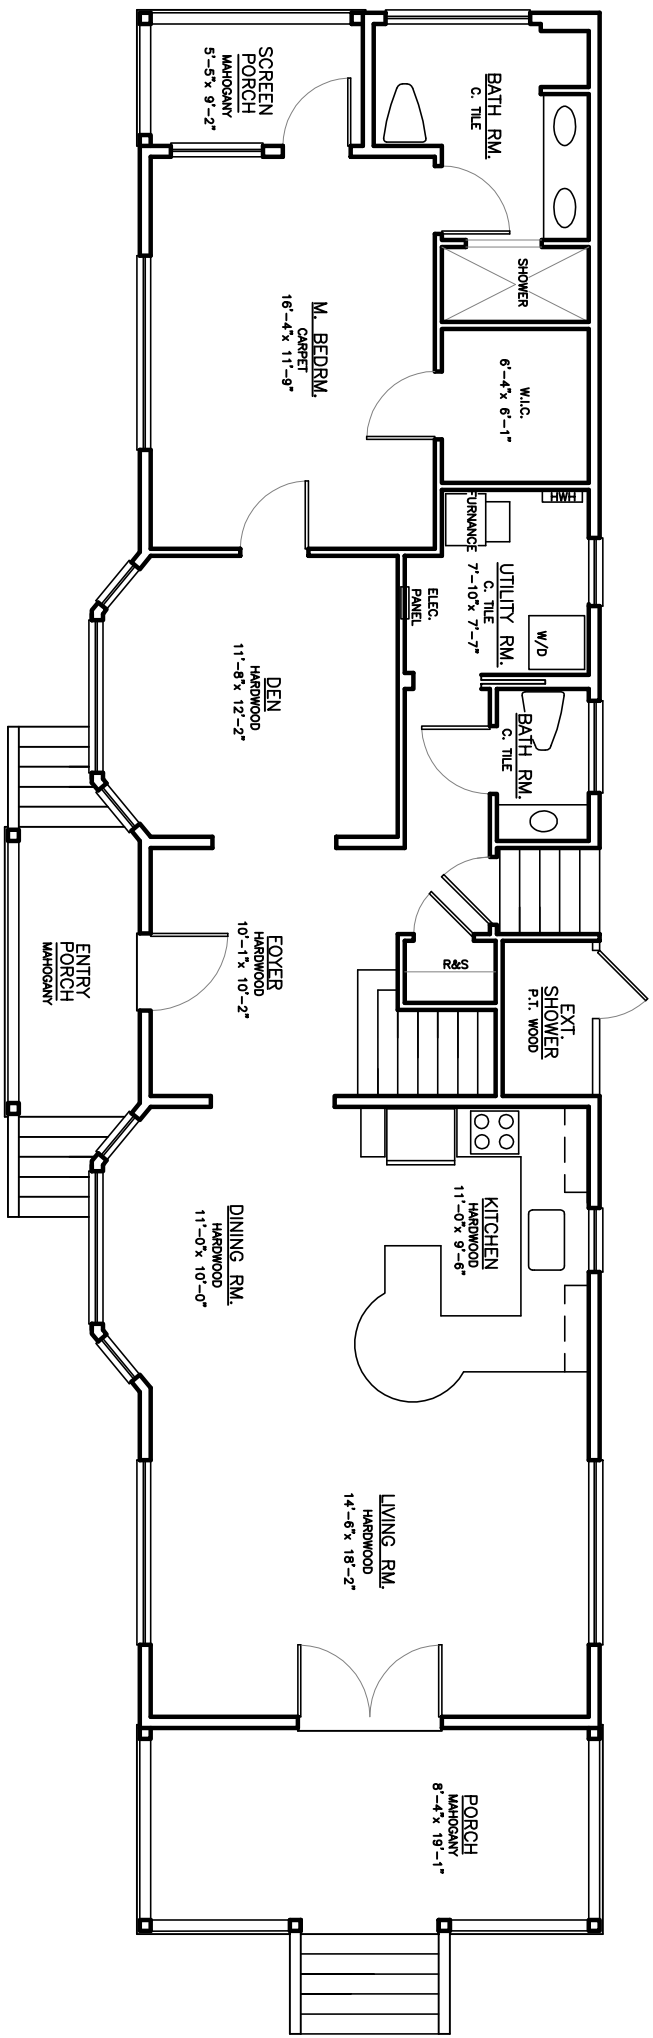 SCREEN
PORCH
MAHOGANY
5'-5"x 9'-2"
BATH RM.
C. TILE
SHOWER
M. BEDRM.
CARPET
16'-4"x 11'-9"
W.I.C.
6'-4"x 6'-1"
HWH
FURNANCE
UTILITY RM.
C. TILE
7'-10"x 7'-7"
W/D
ELEC.
PANEL
DEN
HARDWOOD
11'-8"x 12'-2"
BATH RM.
C. TILE
ENTRY
PORCH
MAHOGANY
FOYER
HARDWOOD
10'-1"x 10'-2"
R&S
EXT.
SHOWER
P.T. WOOD
KITCHEN
HARDWOOD
11'-0"x 9'-6"
DINING RM.
HARDWOOD
11'-0"x 10'-0"
LIVING RM.
HARDWOOD
14'-6"x 18'-2"
PORCH
MAHOGANY
8'-4"x 19'-1"